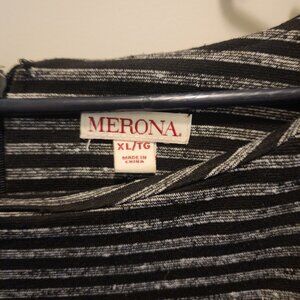 MERONA.
XL/TG
MADE IN
CHINA